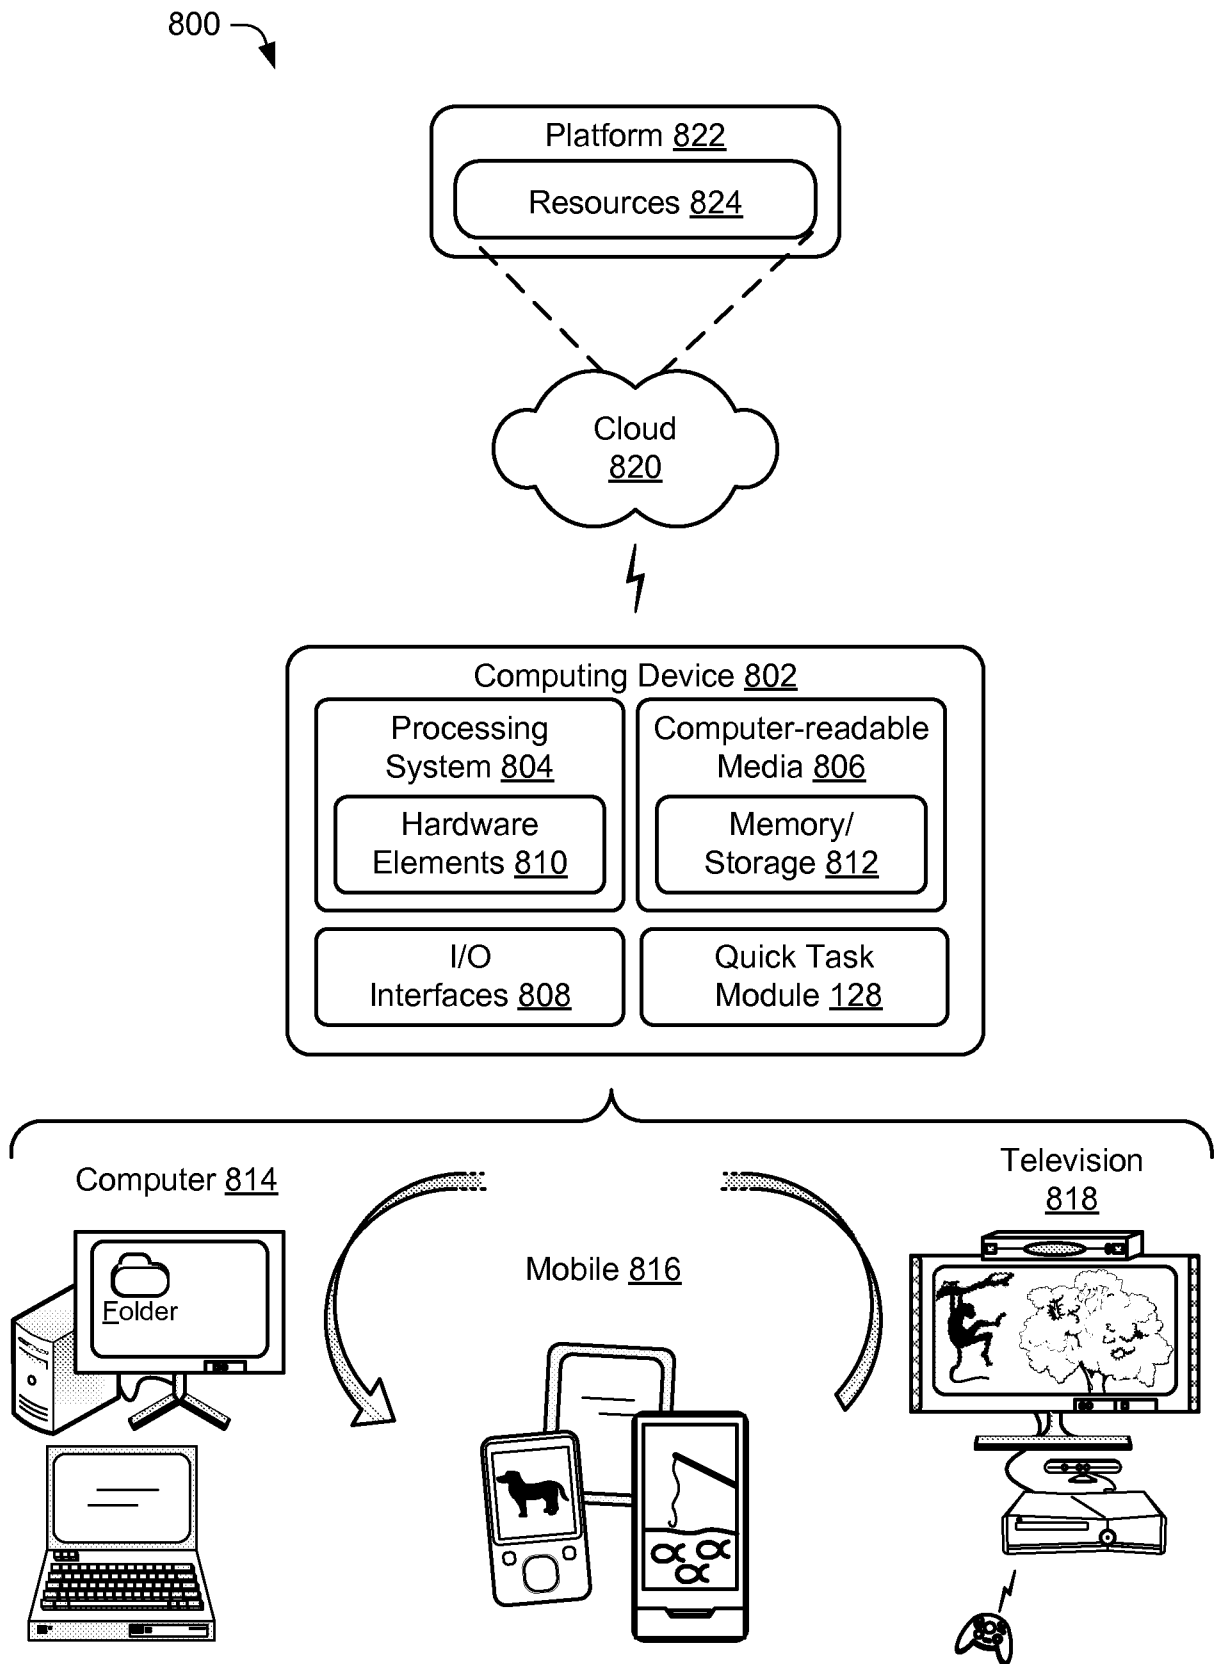 800
Platform 822
Resources 824
Cloud
820
Computing Device 802
Processing
System 804
Computer-readable
Media 806
Hardware
Elements 810
Memory/
Storage 812
I/O
Interfaces 808
Quick Task
Module 128
Computer 814
Mobile 816
Television
818
Folder